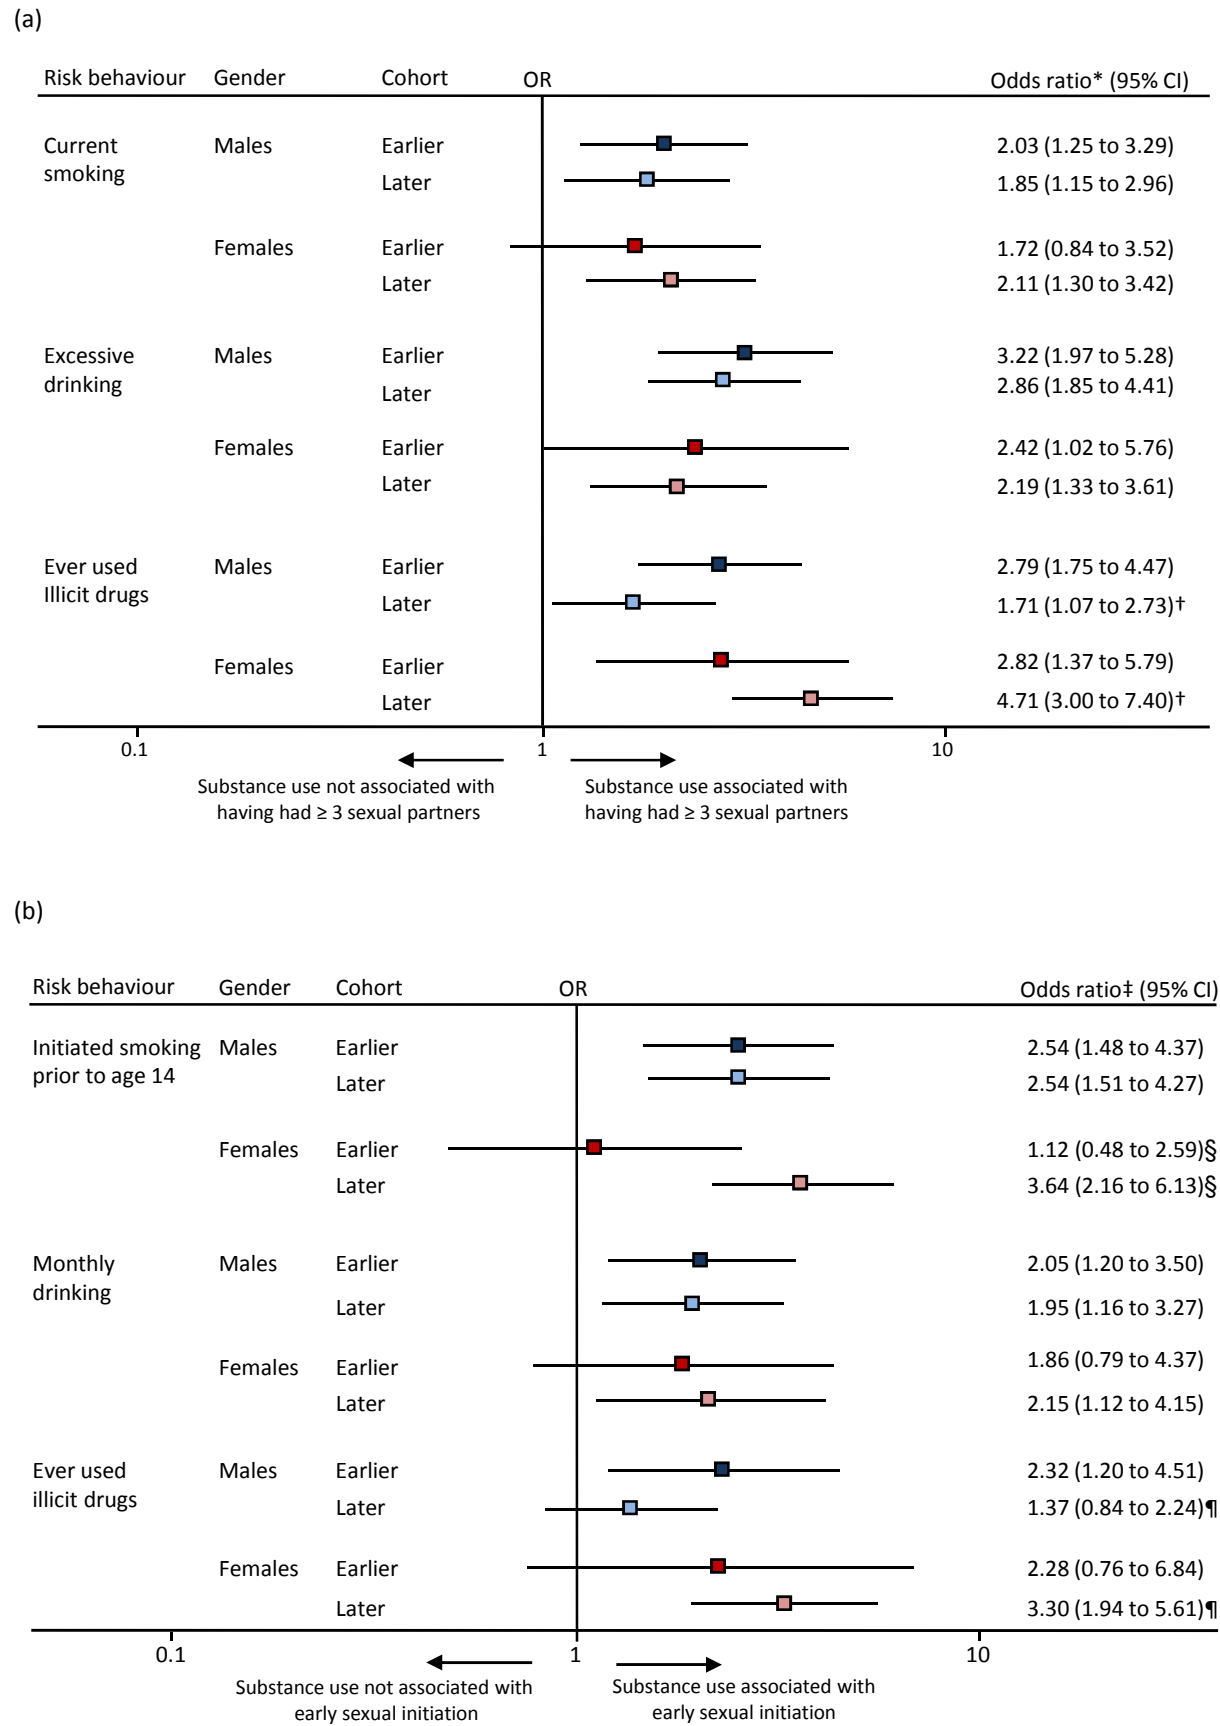 (a)
Risk behaviour Gender Cohort OR Odds ratio* (95% CI)
Current smoking Males Earlier 2.03 (1.25 to 3.29)
Later 1.85 (1.15 to 2.96)
Females Earlier 1.72 (0.84 to 3.52)
Later 2.11 (1.30 to 3.42)
Excessive drinking Males Earlier 3.22 (1.97 to 5.28)
Later 2.86 (1.85 to 4.41)
Females Earlier 2.42 (1.02 to 5.76)
Later 2.19 (1.33 to 3.61)
Ever used Illicit drugs Males Earlier 2.79 (1.75 to 4.47)
Later 1.71 (1.07 to 2.73)†
Females Earlier 2.82 (1.37 to 5.79)
Later 4.71 (3.00 to 7.40)†
0.1 1 10
Substance use not associated with
having had ≥ 3 sexual partners
Substance use associated with
having had ≥ 3 sexual partners
(b)
Risk behaviour Gender Cohort OR Odds ratio‡ (95% CI)
Initiated smoking prior to age 14 Males Earlier 2.54 (1.48 to 4.37)
Later 2.54 (1.51 to 4.27)
Females Earlier 1.12 (0.48 to 2.59)§
Later 3.64 (2.16 to 6.13)§
Monthly drinking Males Earlier 2.05 (1.20 to 3.50)
Later 1.95 (1.16 to 3.27)
Females Earlier 1.86 (0.79 to 4.37)
Later 2.15 (1.12 to 4.15)
Ever used illicit drugs Males Earlier 2.32 (1.20 to 4.51)
Later 1.37 (0.84 to 2.24)¶
Females Earlier 2.28 (0.76 to 6.84)
Later 3.30 (1.94 to 5.61)¶
0.1 1 10
Substance use not associated with
early sexual initiation
Substance use associated with
early sexual initiation